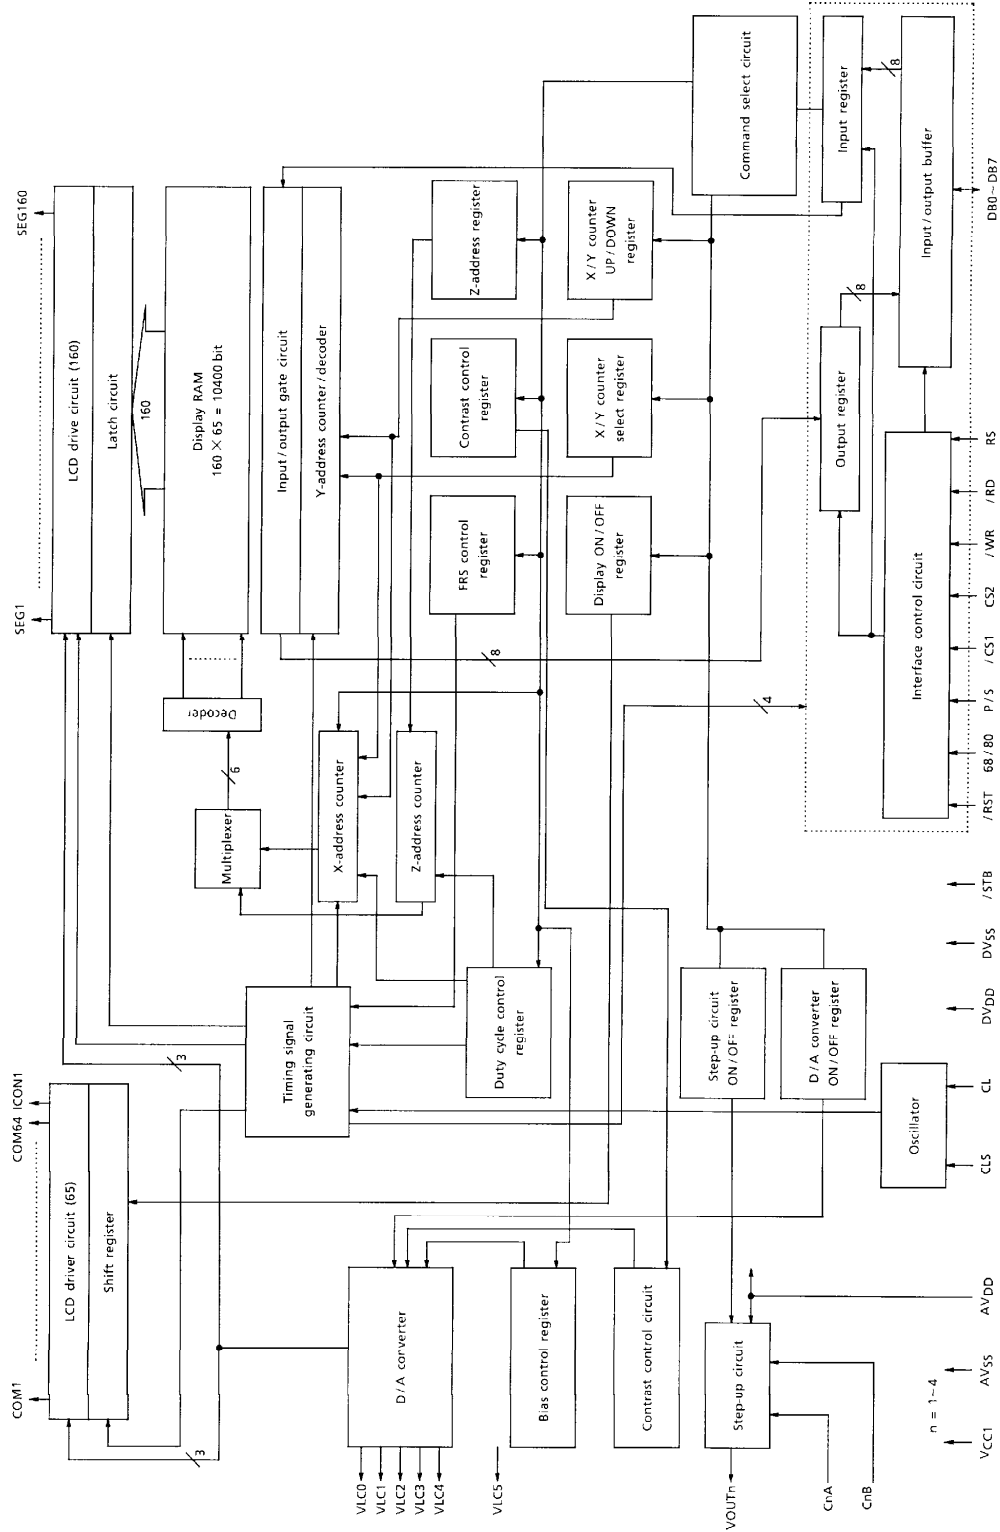 SEG160
SEG1
COM64 ICON1
COM1
LCD drive circuit (160)
Latch circuit
160
Display RAM
160 × 65 = 10400 bit
Input / output gate circuit
Y-address counter / decoder
Decoder
6
Multiplexer
X-address counter
Z-address counter
Z-address register
Contrast control
register
FRS control
register
X / Y counter
UP / DOWN
register
X / Y counter
select register
Display ON / OFF
register
Command select circuit
Input register
8
Input / output buffer
DB0 ~ DB7
Output register
8
8
4
Interface control circuit
RS
/ RD
/ WR
CS2
/ CS1
P / S
68 / 80
/ RST
/ STB
DVSS
DVDD
3
LCD driver circuit (65)
Shift register
3
Timing signal
generating circuit
Duty cycle control
register
Step-up circuit
ON / OFF register
D / A converter
ON / OFF register
Oscillator
CL
CLS
D / A converter
Bias control register
Contrast control circuit
Step-up circuit
VLC0
VLC1
VLC2
VLC3
VLC4
VLC5
VOUTn
CnA
CnB
n = 1 ~ 4
AVDD
AVSS
VCC1